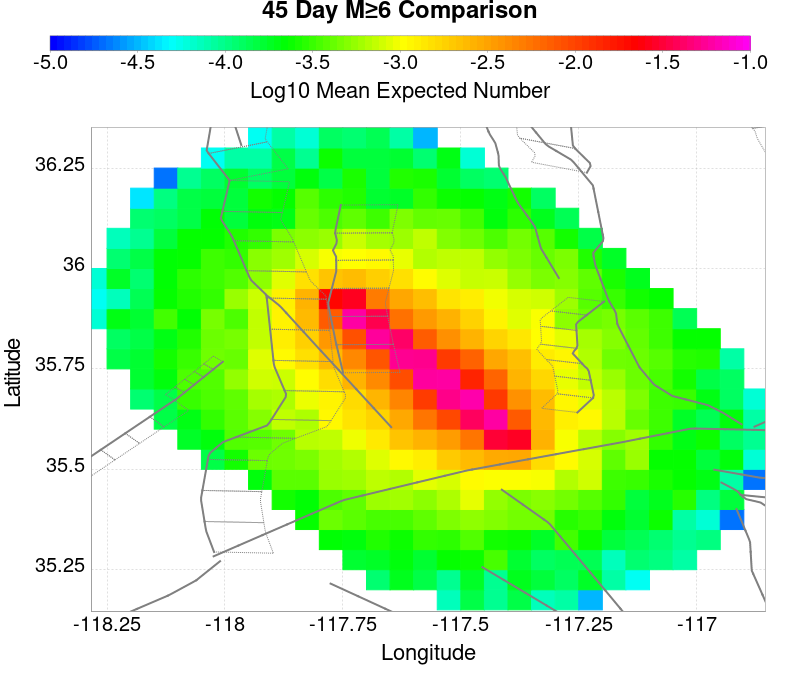 45 Day M≥6 Comparison
-5.0 -4.5 -4.0 -3.5 -3.0 -2.5 -2.0 -1.5 -1.0
Log10 Mean Expected Number
36.25
36
35.75
35.5
35.25
Latitude
-118.25 -118 -117.75 -117.5 -117.25 -117
Longitude